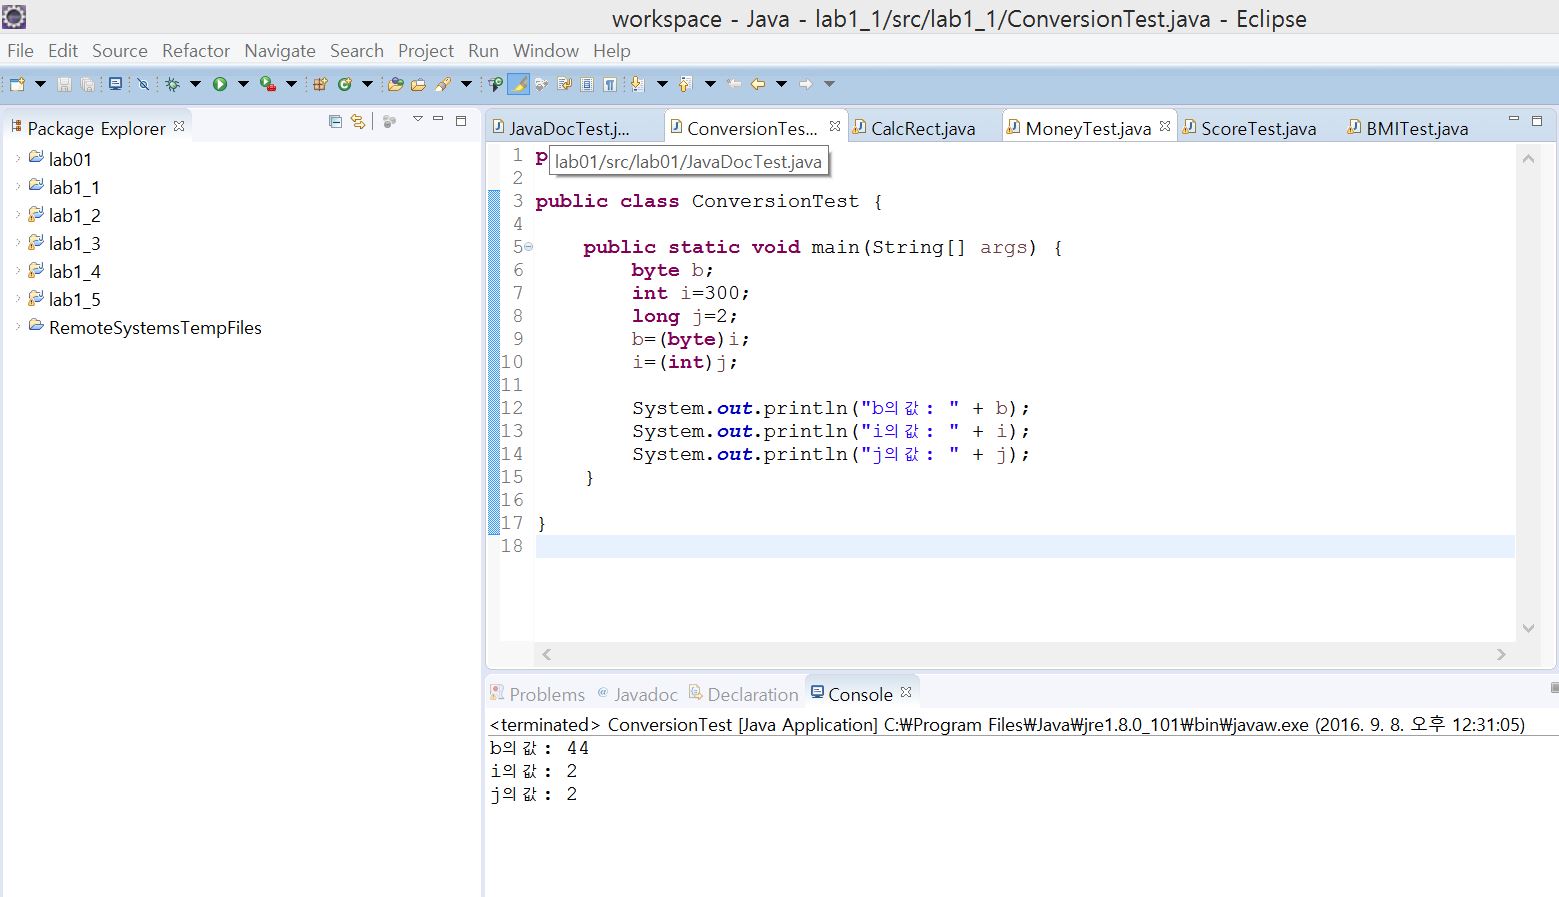 workspace - Java - lab1_1/src/lab1_1/ConversionTest.java - Eclipse
File Edit Source Refactor Navigate Search Project Run Window Help
Package Explorer
lab01
lab1_1
lab1_2
lab1_3
lab1_4
lab1_5
RemoteSystemsTempFiles
JavaDocTest.j... ConversionTes... CalcRect.java MoneyTest.java ScoreTest.java BMITest.java
1 p
lab01/src/lab01/JavaDocTest.java
2
3 public class ConversionTest {
4
5 public static void main(String[] args) {
6 byte b;
7 int i=300;
8 long j=2;
9 b=(byte)i;
10 i=(int)j;
11
12 System.out.println("b의 값 : " + b);
13 System.out.println("i의 값 : " + i);
14 System.out.println("j의 값 : " + j);
15 }
16
17 }
18
Problems @ Javadoc Declaration Console
<terminated> ConversionTest [Java Application] C:₩Program Files₩Java₩jre1.8.0_101₩bin₩javaw.exe (2016. 9. 8. 오후 12:31:05)
b의 값 : 44
i의 값 : 2
j의 값 : 2